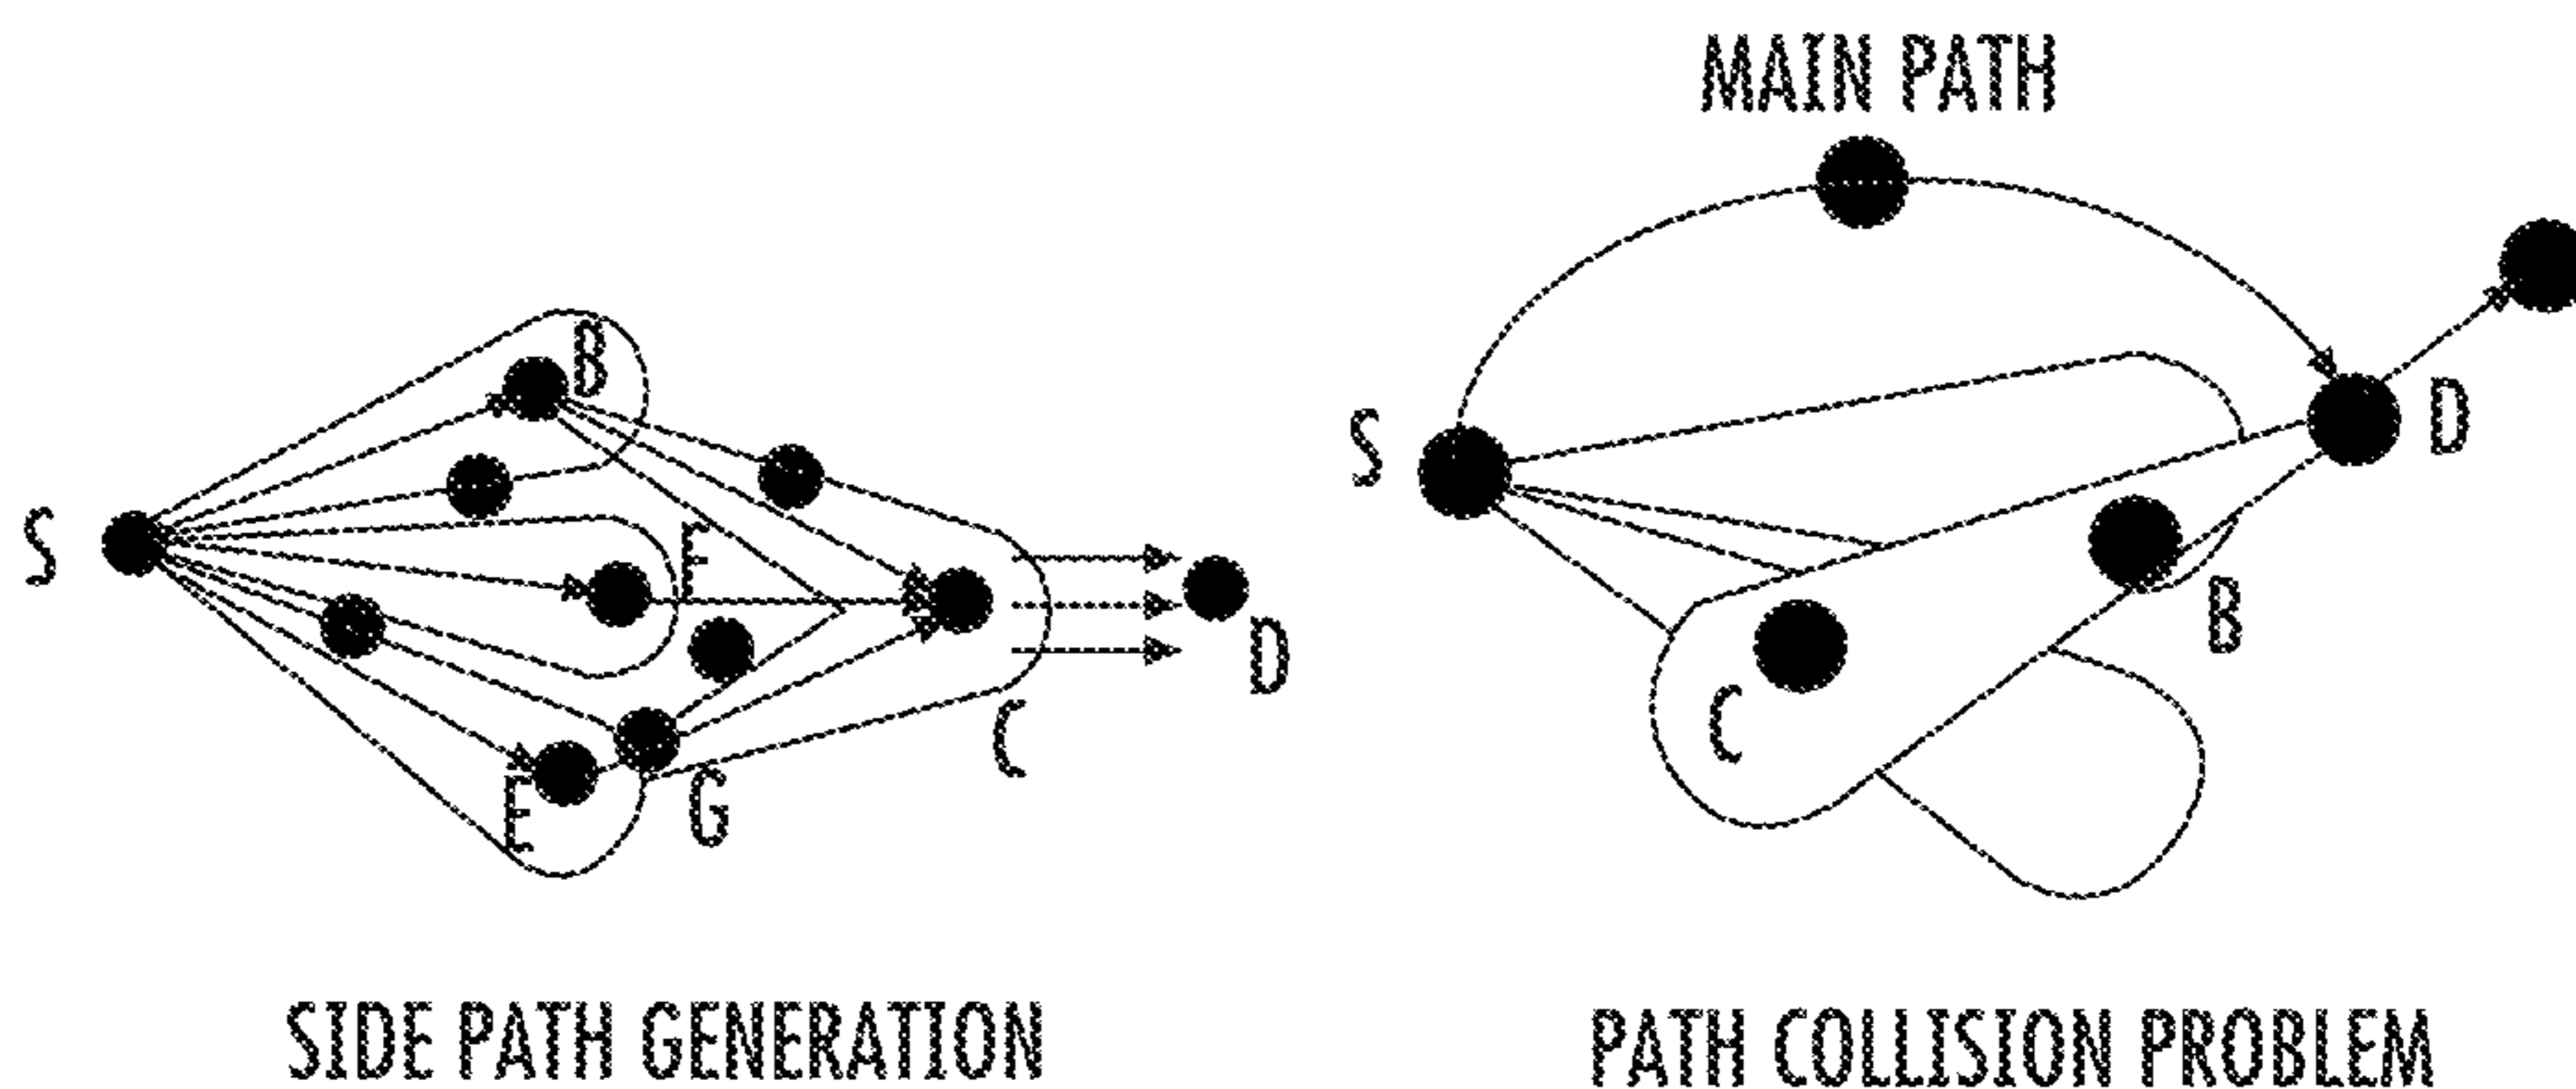 MAIN PATH
B
S
F
D
C
E
G
SIDE PATH GENERATION
S
D
B
C
PATH COLLISION PROBLEM